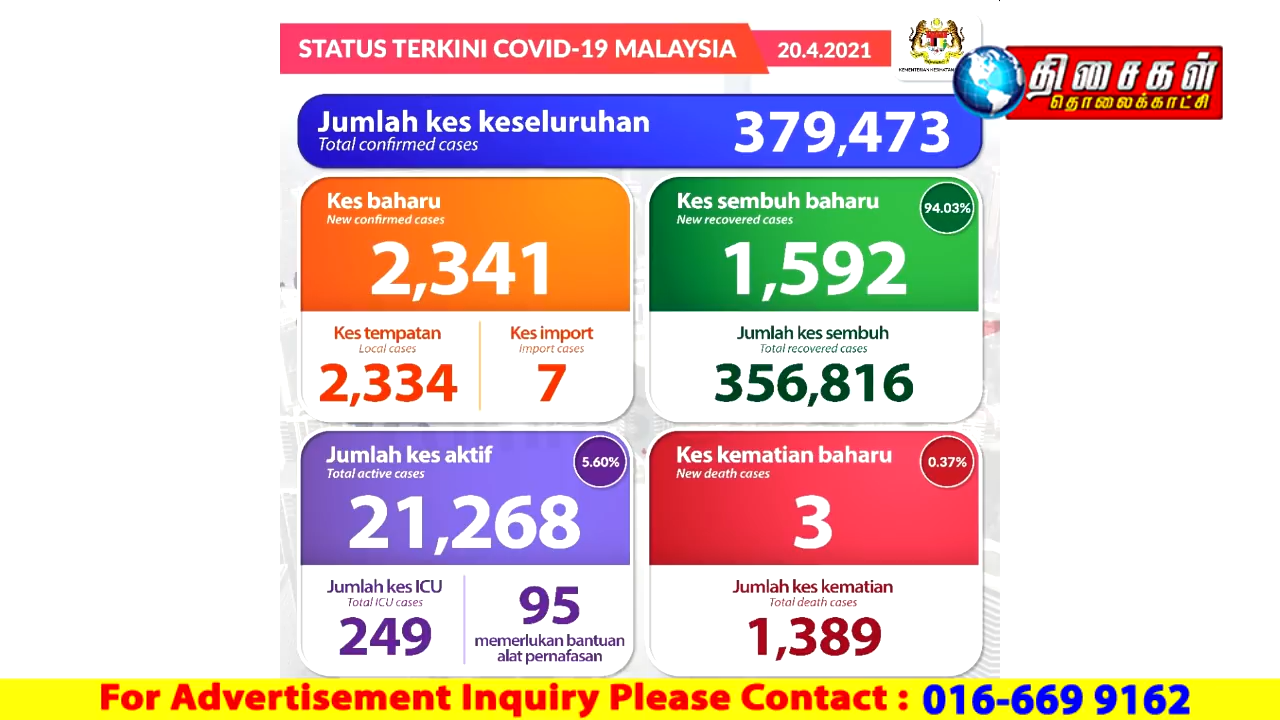 STATUS TERKINI COVID-19 MALAYSIA
20.4.2021
KEMENTERIAN KESIHATAN
திசைகள்
தொலைக்காட்சி
Jumlah kes keseluruhan
Total confirmed cases
379,473
Kes baharu
New confirmed cases
2,341
Kes tempatan
Local cases
2,334
Kes import
Import cases
7
Kes sembuh baharu
New recovered cases
94.03%
1,592
Jumlah kes sembuh
Total recovered cases
356,816
Jumlah kes aktif
Total active cases
5.60%
21,268
Jumlah kes ICU
Total ICU cases
249
95
memerlukan bantuan
alat pernafasan
Kes kematian baharu
New death cases
0.37%
3
Jumlah kes kematian
Total death cases
1,389
For Advertisement Inquiry Please Contact : 016-669 9162